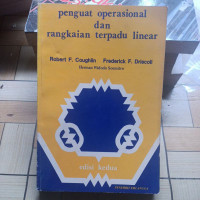 penguat operasional
dan
rangkaian terpadu linear
Robert F. Coughlin Frederick F. Driscoll
edisi kedua